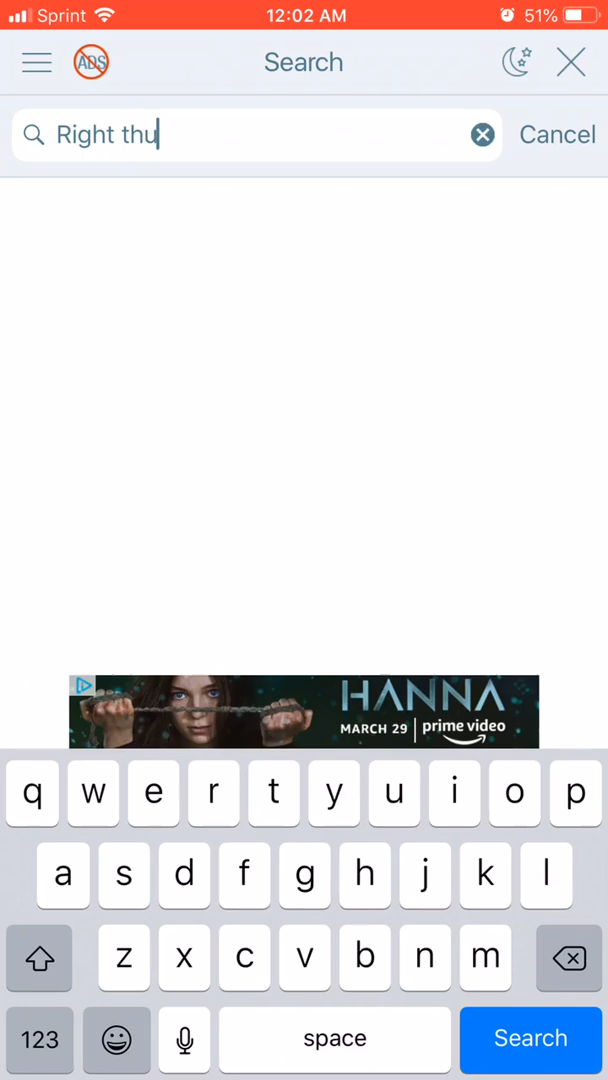 Sprint 12:02 AM 51%
ADS Search
Right thu Cancel
HANNA
MARCH 29 prime video
q w e r t y u i o p
a s d f g h j k l
z x c v b n m
123 space Search